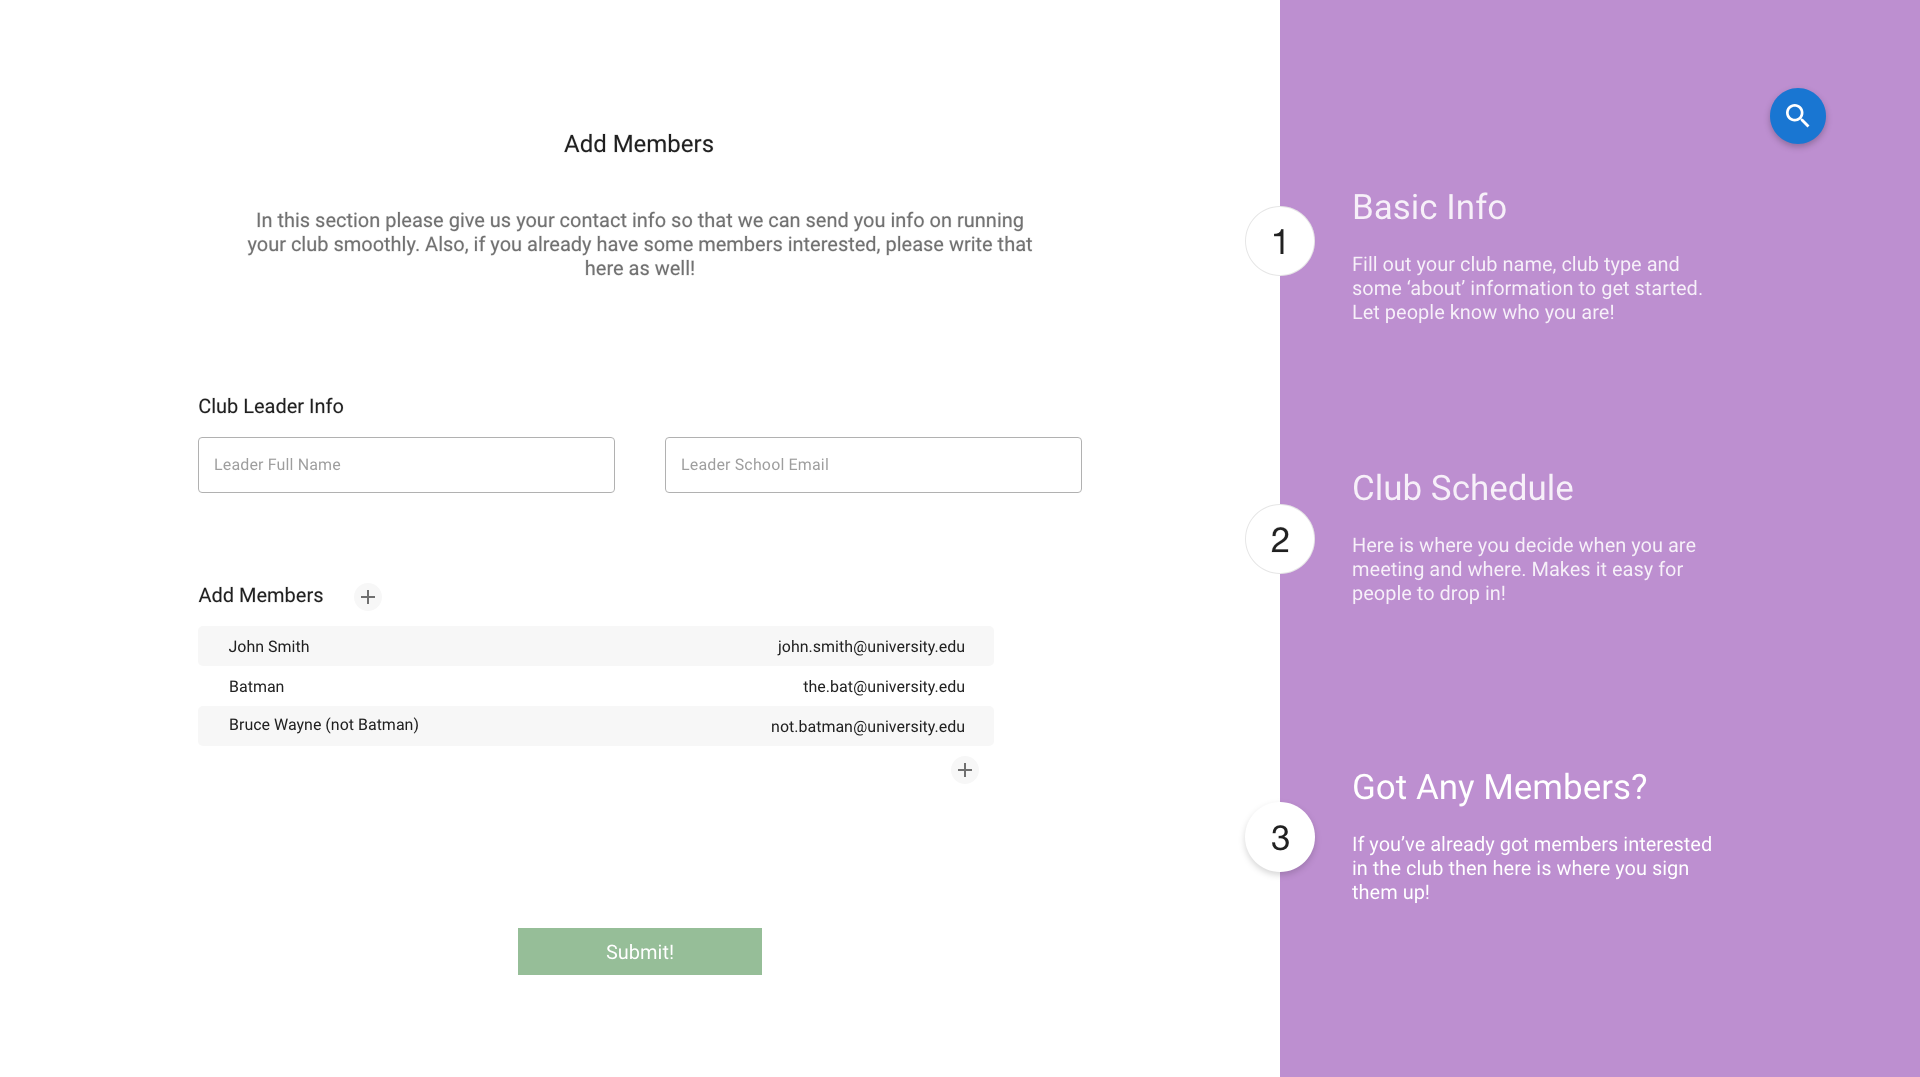 Add Members
In this section please give us your contact info so that we can send you info on running
your club smoothly. Also, if you already have some members interested, please write that
here as well!
Club Leader Info
Leader Full Name
Leader School Email
Add Members
John Smith john.smith@university.edu
Batman the.bat@university.edu
Bruce Wayne (not Batman) not.batman@university.edu
Submit!
1
Basic Info
Fill out your club name, club type and
some ‘about’ information to get started.
Let people know who you are!
2
Club Schedule
Here is where you decide when you are
meeting and where. Makes it easy for
people to drop in!
3
Got Any Members?
If you’ve already got members interested
in the club then here is where you sign
them up!